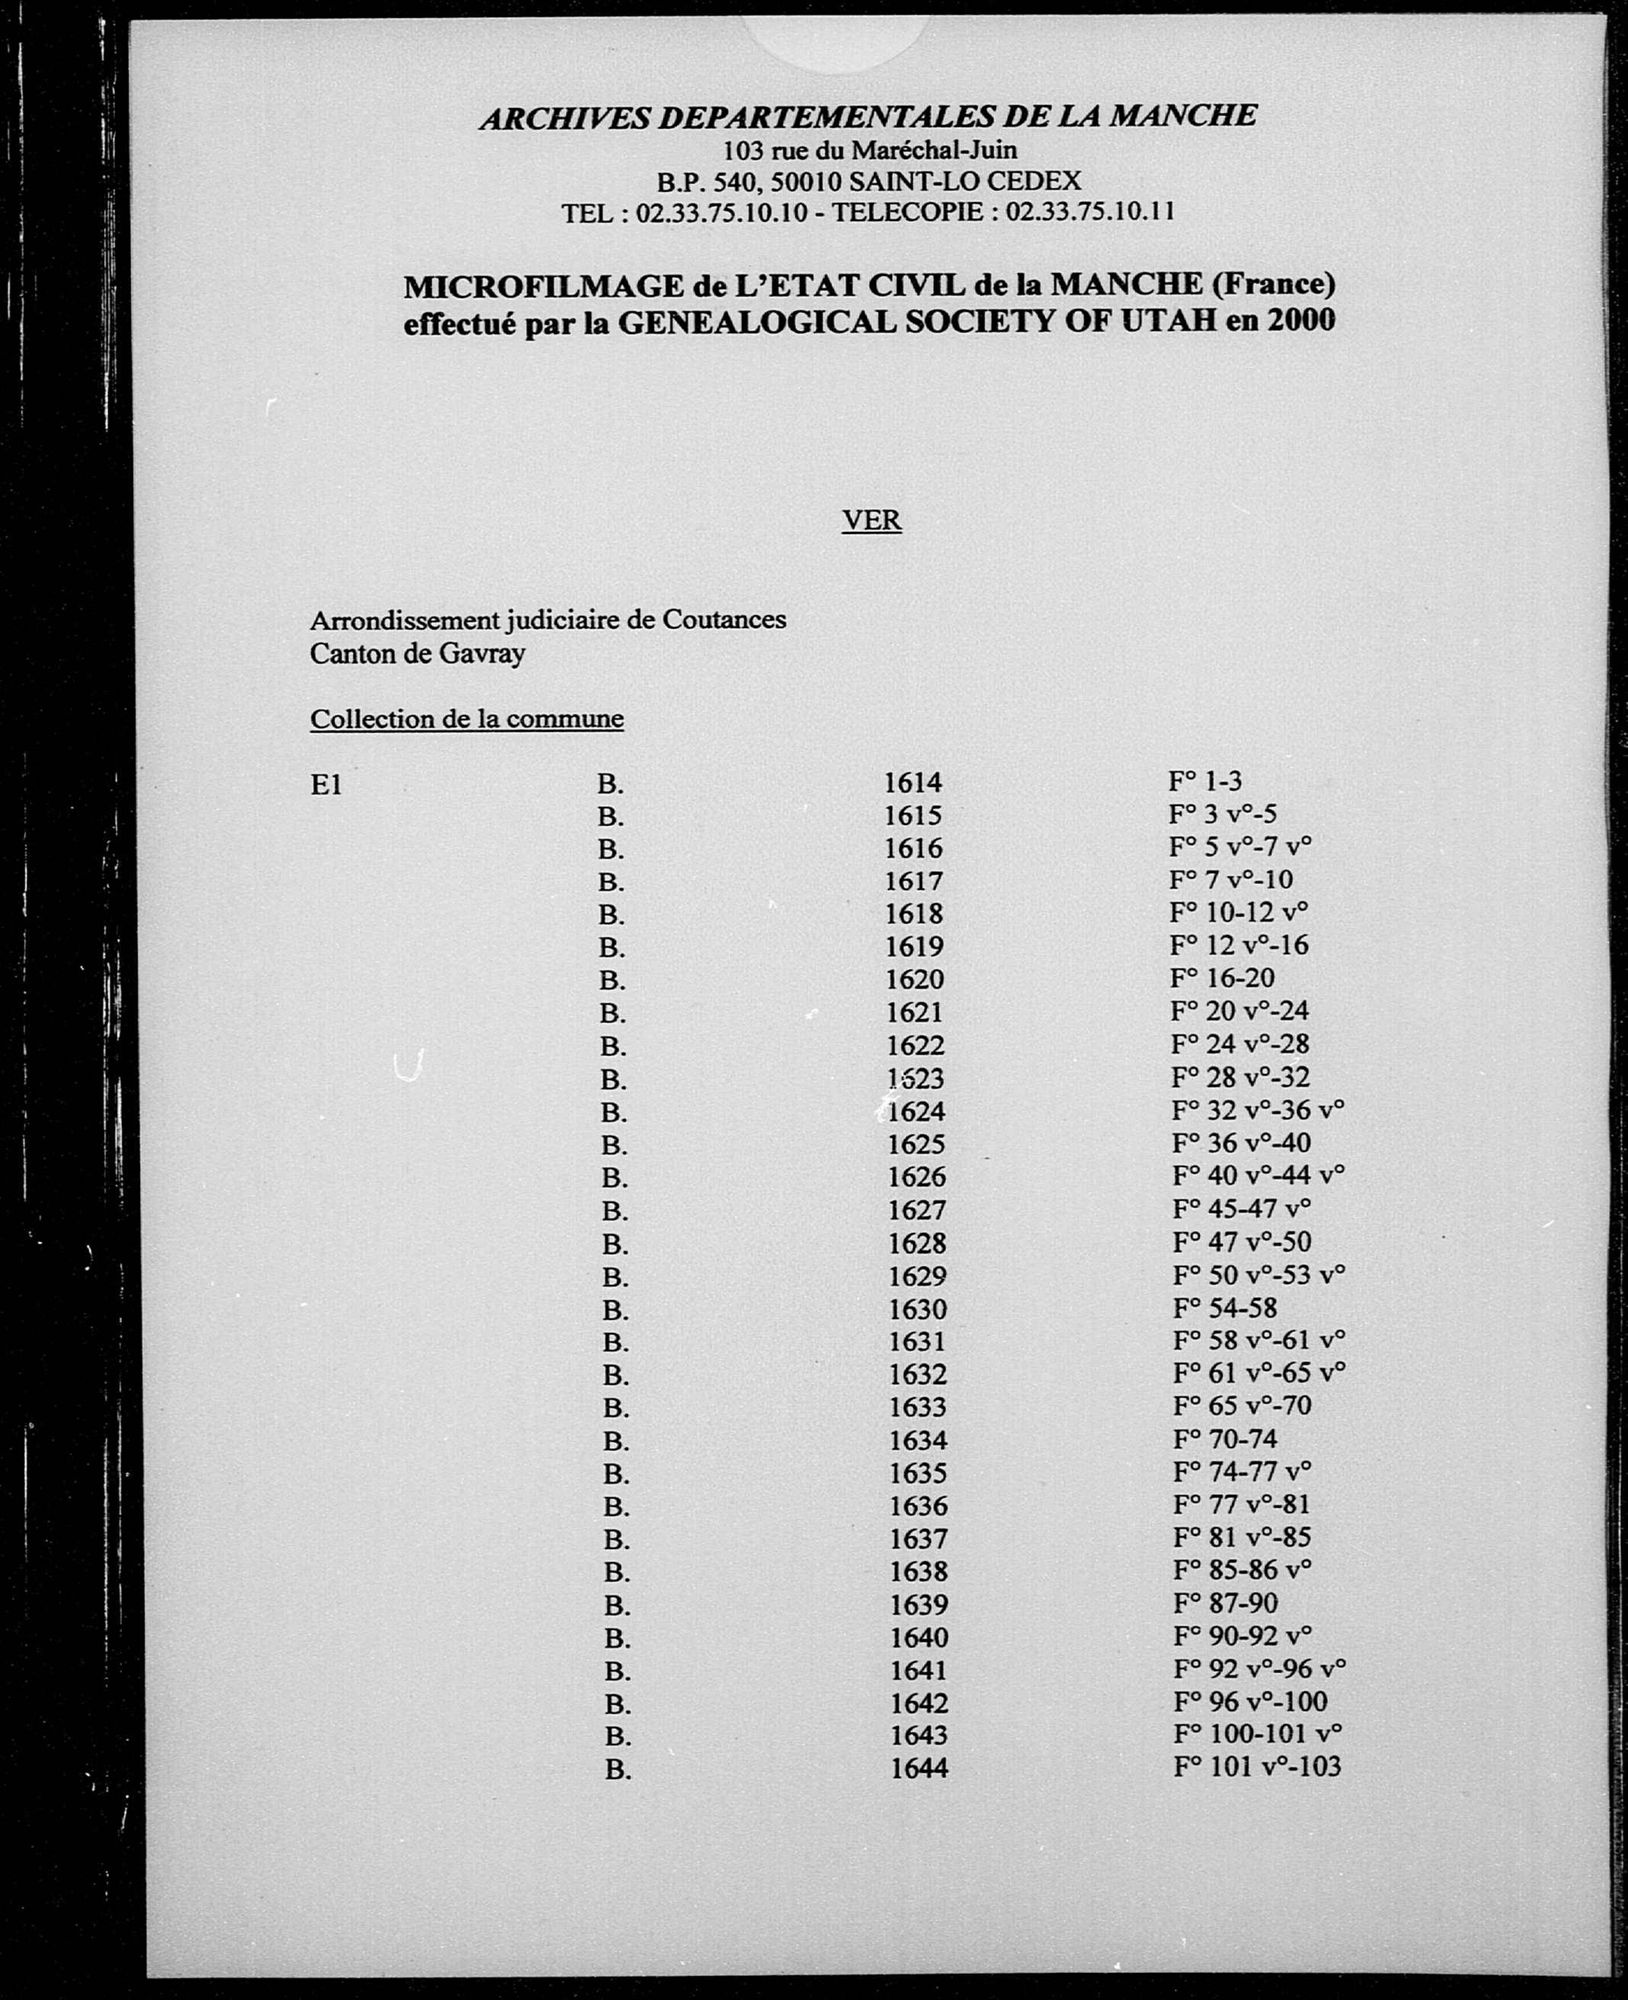 ARCHIVES DEPARTEMENTALES DE LA MANCHE
103 rue du Maréchal-Juin
B.P. 540, 50010 SAINT-LO CEDEX
TEL : 02.33.75.10.10 - TELECOPIE : 02.33.75.10.11
MICROFILMAGE de L'ETAT CIVIL de la MANCHE (France)
effectué par la GENEALOGICAL SOCIETY OF UTAH en 2000
VER
Arrondissement judiciaire de Coutances
Canton de Gavray
Collection de la commune
E1 B. 1614 F° 1-3
B. 1615 F° 3 v°-5
B. 1616 F° 5 v°-7 v°
B. 1617 F° 7 v°-10
B. 1618 F° 10-12 v°
B. 1619 F° 12 v°-16
B. 1620 F° 16-20
B. 1621 F° 20 v°-24
B. 1622 F° 24 v°-28
B. 1623 F° 28 v°-32
B. 1624 F° 32 v°-36 v°
B. 1625 F° 36 v°-40
B. 1626 F° 40 v°-44 v°
B. 1627 F° 45-47 v°
B. 1628 F° 47 v°-50
B. 1629 F° 50 v°-53 v°
B. 1630 F° 54-58
B. 1631 F° 58 v°-61 v°
B. 1632 F° 61 v°-65 v°
B. 1633 F° 65 v°-70
B. 1634 F° 70-74
B. 1635 F° 74-77 v°
B. 1636 F° 77 v°-81
B. 1637 F° 81 v°-85
B. 1638 F° 85-86 v°
B. 1639 F° 87-90
B. 1640 F° 90-92 v°
B. 1641 F° 92 v°-96 v°
B. 1642 F° 96 v°-100
B. 1643 F° 100-101 v°
B. 1644 F° 101 v°-103